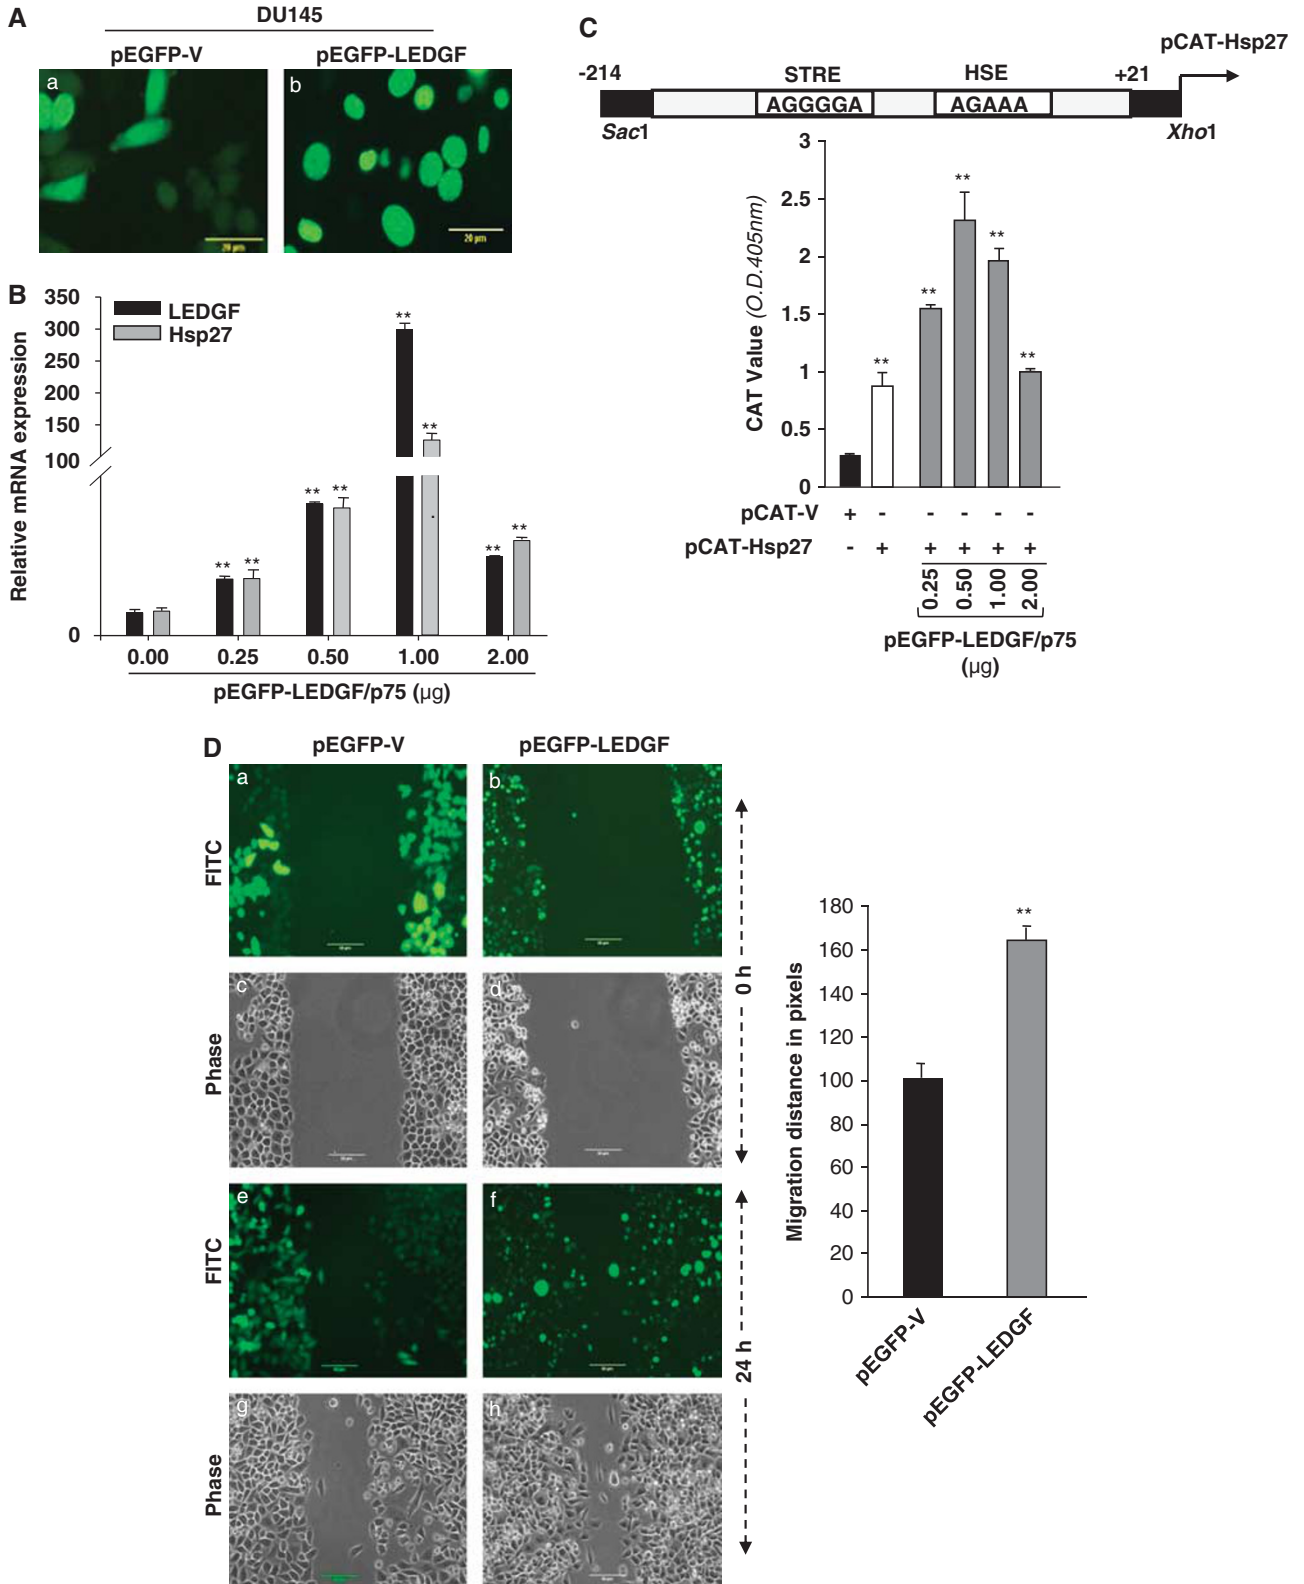 A
DU145
pEGFP-V
pEGFP-LEDGF
a
b
20 µm
20 µm
B
Relative mRNA expression
350
300
250
200
150
100
0
LEDGF
Hsp27
**
**
**
**
**
**
**
**
0.00
0.25
0.50
1.00
2.00
pEGFP-LEDGF/p75 (µg)
C
pCAT-Hsp27
-214
STRE
HSE
+21
AGGGGA
AGAAA
Sac1
Xho1
CAT Value (O.D.405nm)
3
2.5
2
1.5
1
0.5
0
**
**
**
**
**
pCAT-V + - - - - -
pCAT-Hsp27 - + + + + +
0.25
0.50
1.00
2.00
pEGFP-LEDGF/p75
(µg)
D
pEGFP-V
pEGFP-LEDGF
FITC
a
b
0 h
Phase
c
d
FITC
e
f
24 h
Phase
g
h
Migration distance in pixels
180
160
140
120
100
80
60
40
20
0
**
pEGFP-V
pEGFP-LEDGF